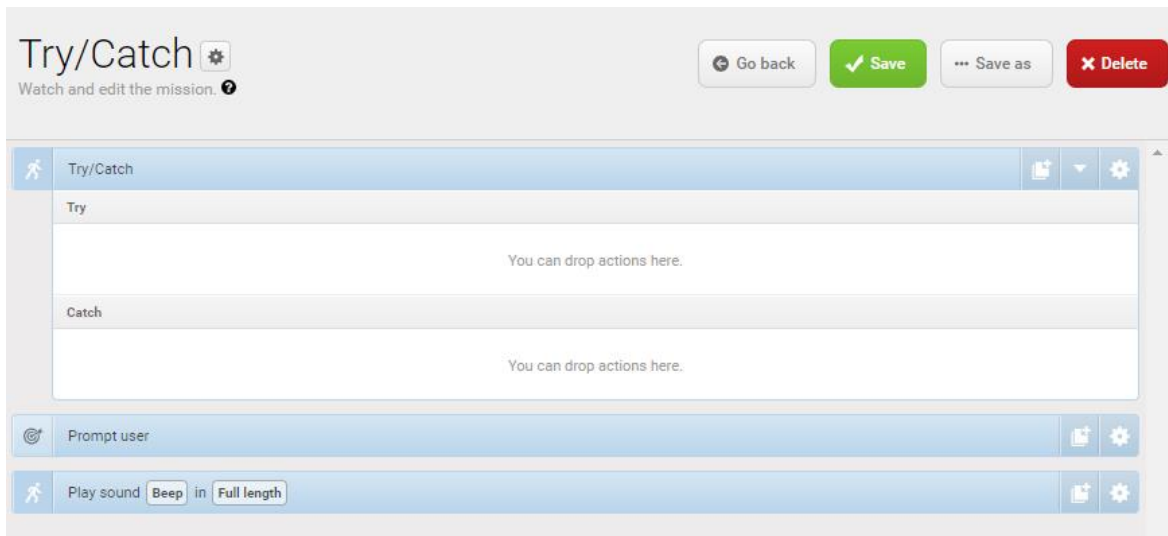 Try/Catch
Watch and edit the mission.
Go back
Save
Save as
Delete
Try/Catch
Try
You can drop actions here.
Catch
You can drop actions here.
Prompt user
Play sound Beep in Full length